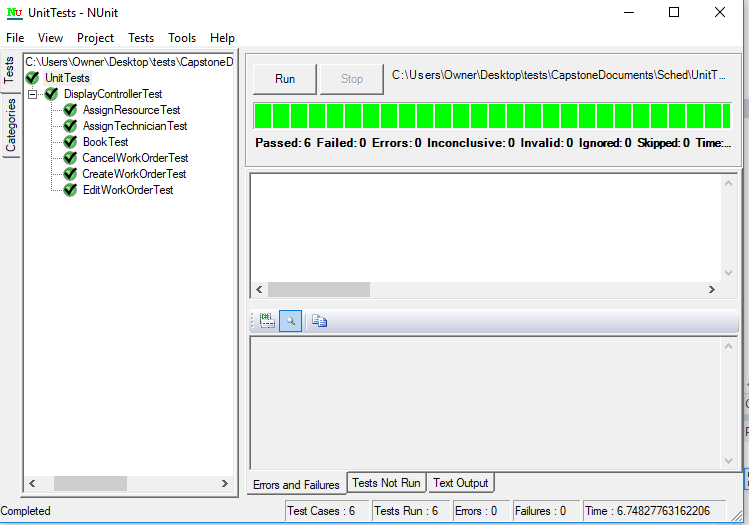 UnitTests - NUnit
File View Project Tests Tools Help
Tests
Categories
C:\Users\Owner\Desktop\tests\CapstoneD
UnitTests
DisplayControllerTest
AssignResourceTest
AssignTechnicianTest
BookTest
CancelWorkOrderTest
CreateWorkOrderTest
EditWorkOrderTest
Run Stop C:\Users\Owner\Desktop\tests\CapstoneDocuments\Sched\UnitT...
Passed: 6 Failed: 0 Errors: 0 Inconclusive: 0 Invalid: 0 Ignored: 0 Skipped: 0 Time:...
Errors and Failures Tests Not Run Text Output
Completed Test Cases : 6 Tests Run : 6 Errors : 0 Failures : 0 Time : 6.74827763162206